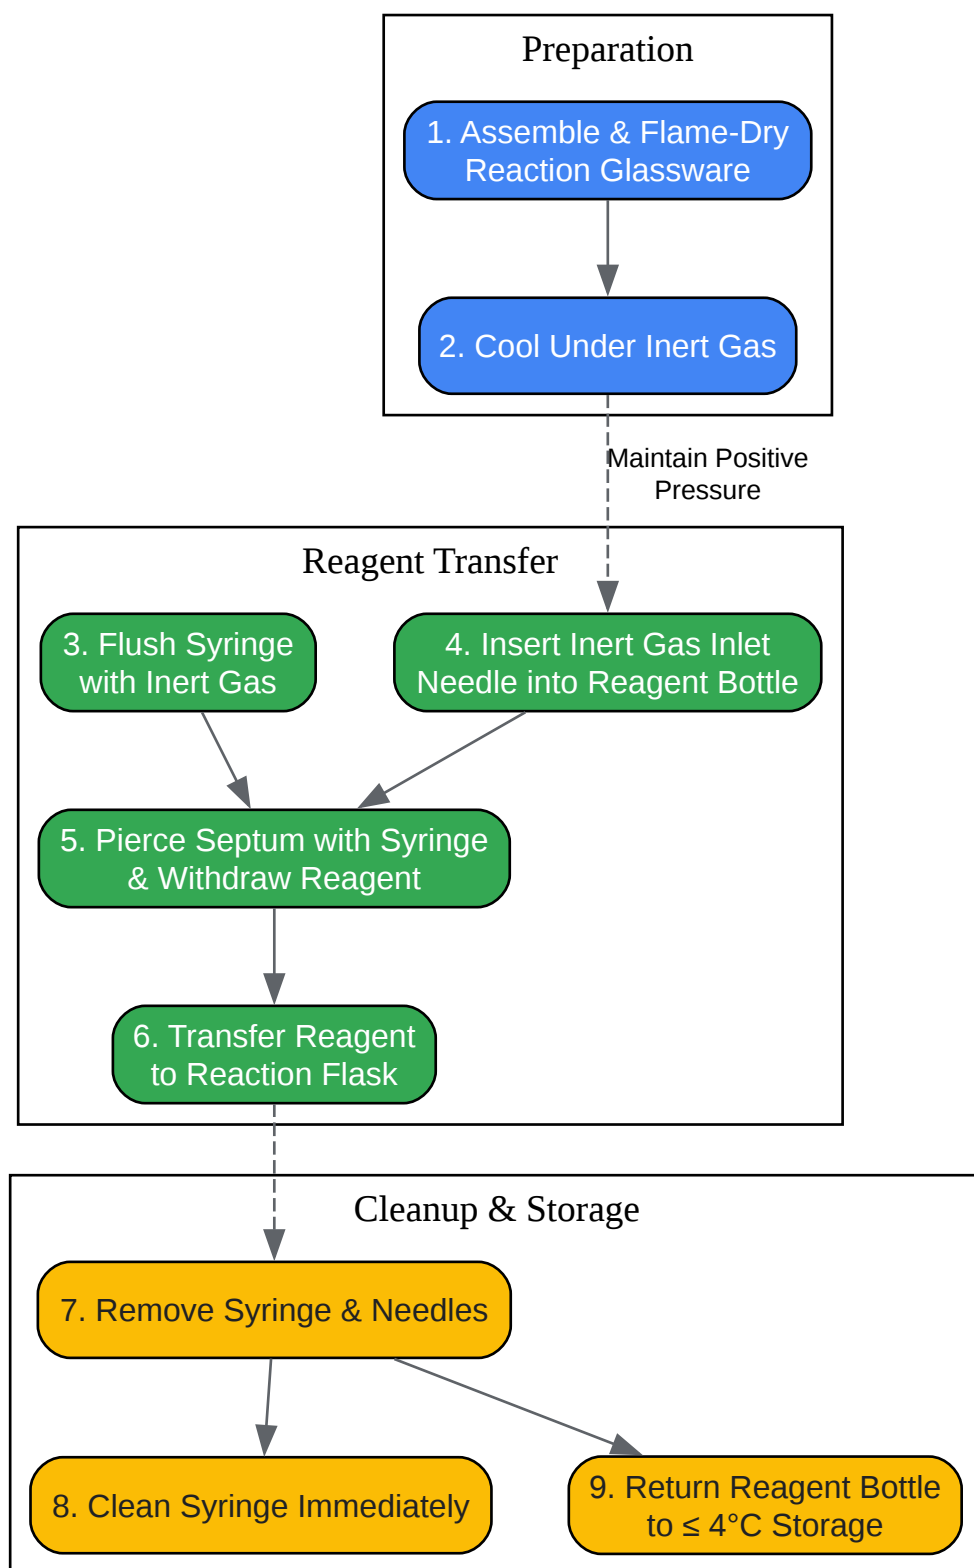 Preparation
1. Assemble & Flame-Dry
Reaction Glassware
2. Cool Under Inert Gas
Maintain Positive
Pressure
Reagent Transfer
3. Flush Syringe
with Inert Gas
4. Insert Inert Gas Inlet
Needle into Reagent Bottle
5. Pierce Septum with Syringe
& Withdraw Reagent
6. Transfer Reagent
to Reaction Flask
Cleanup & Storage
7. Remove Syringe & Needles
8. Clean Syringe Immediately
9. Return Reagent Bottle
to ≤ 4°C Storage